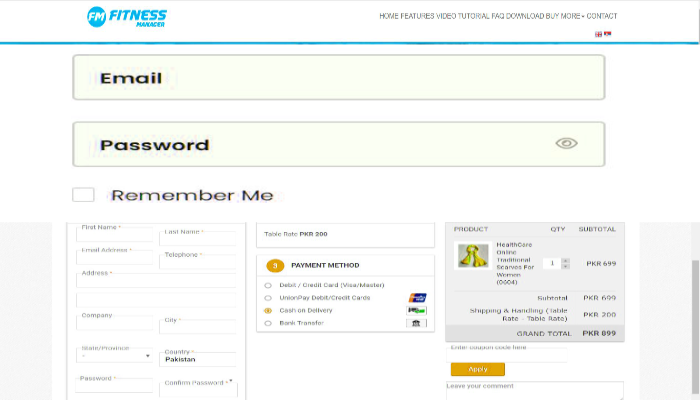 FM FITNESS MANAGER
HOME FEATURES VIDEO TUTORIAL FAQ DOWNLOAD BUY MORE CONTACT
Email
Password
Remember Me
First Name *
Last Name *
Email Address *
Telephone *
Address *
Company
City *
State/Province
Country *
Pakistan
Password *
Confirm Password *
Table Rate PKR 200
3 PAYMENT METHOD
Debit / Credit Card (Visa/Master)
UnionPay Debit/Credit Cards
Cash on Delivery
Bank Transfer
PRODUCT QTY SUBTOTAL
HealthCare
Online
Traditional
Scarves For
Women
(0604)
1
PKR 699
Subtotal PKR 699
Shipping & Handling (Table
Rate - Table Rate) PKR 200
GRAND TOTAL PKR 899
Enter coupon code here
Apply
Leave your comment